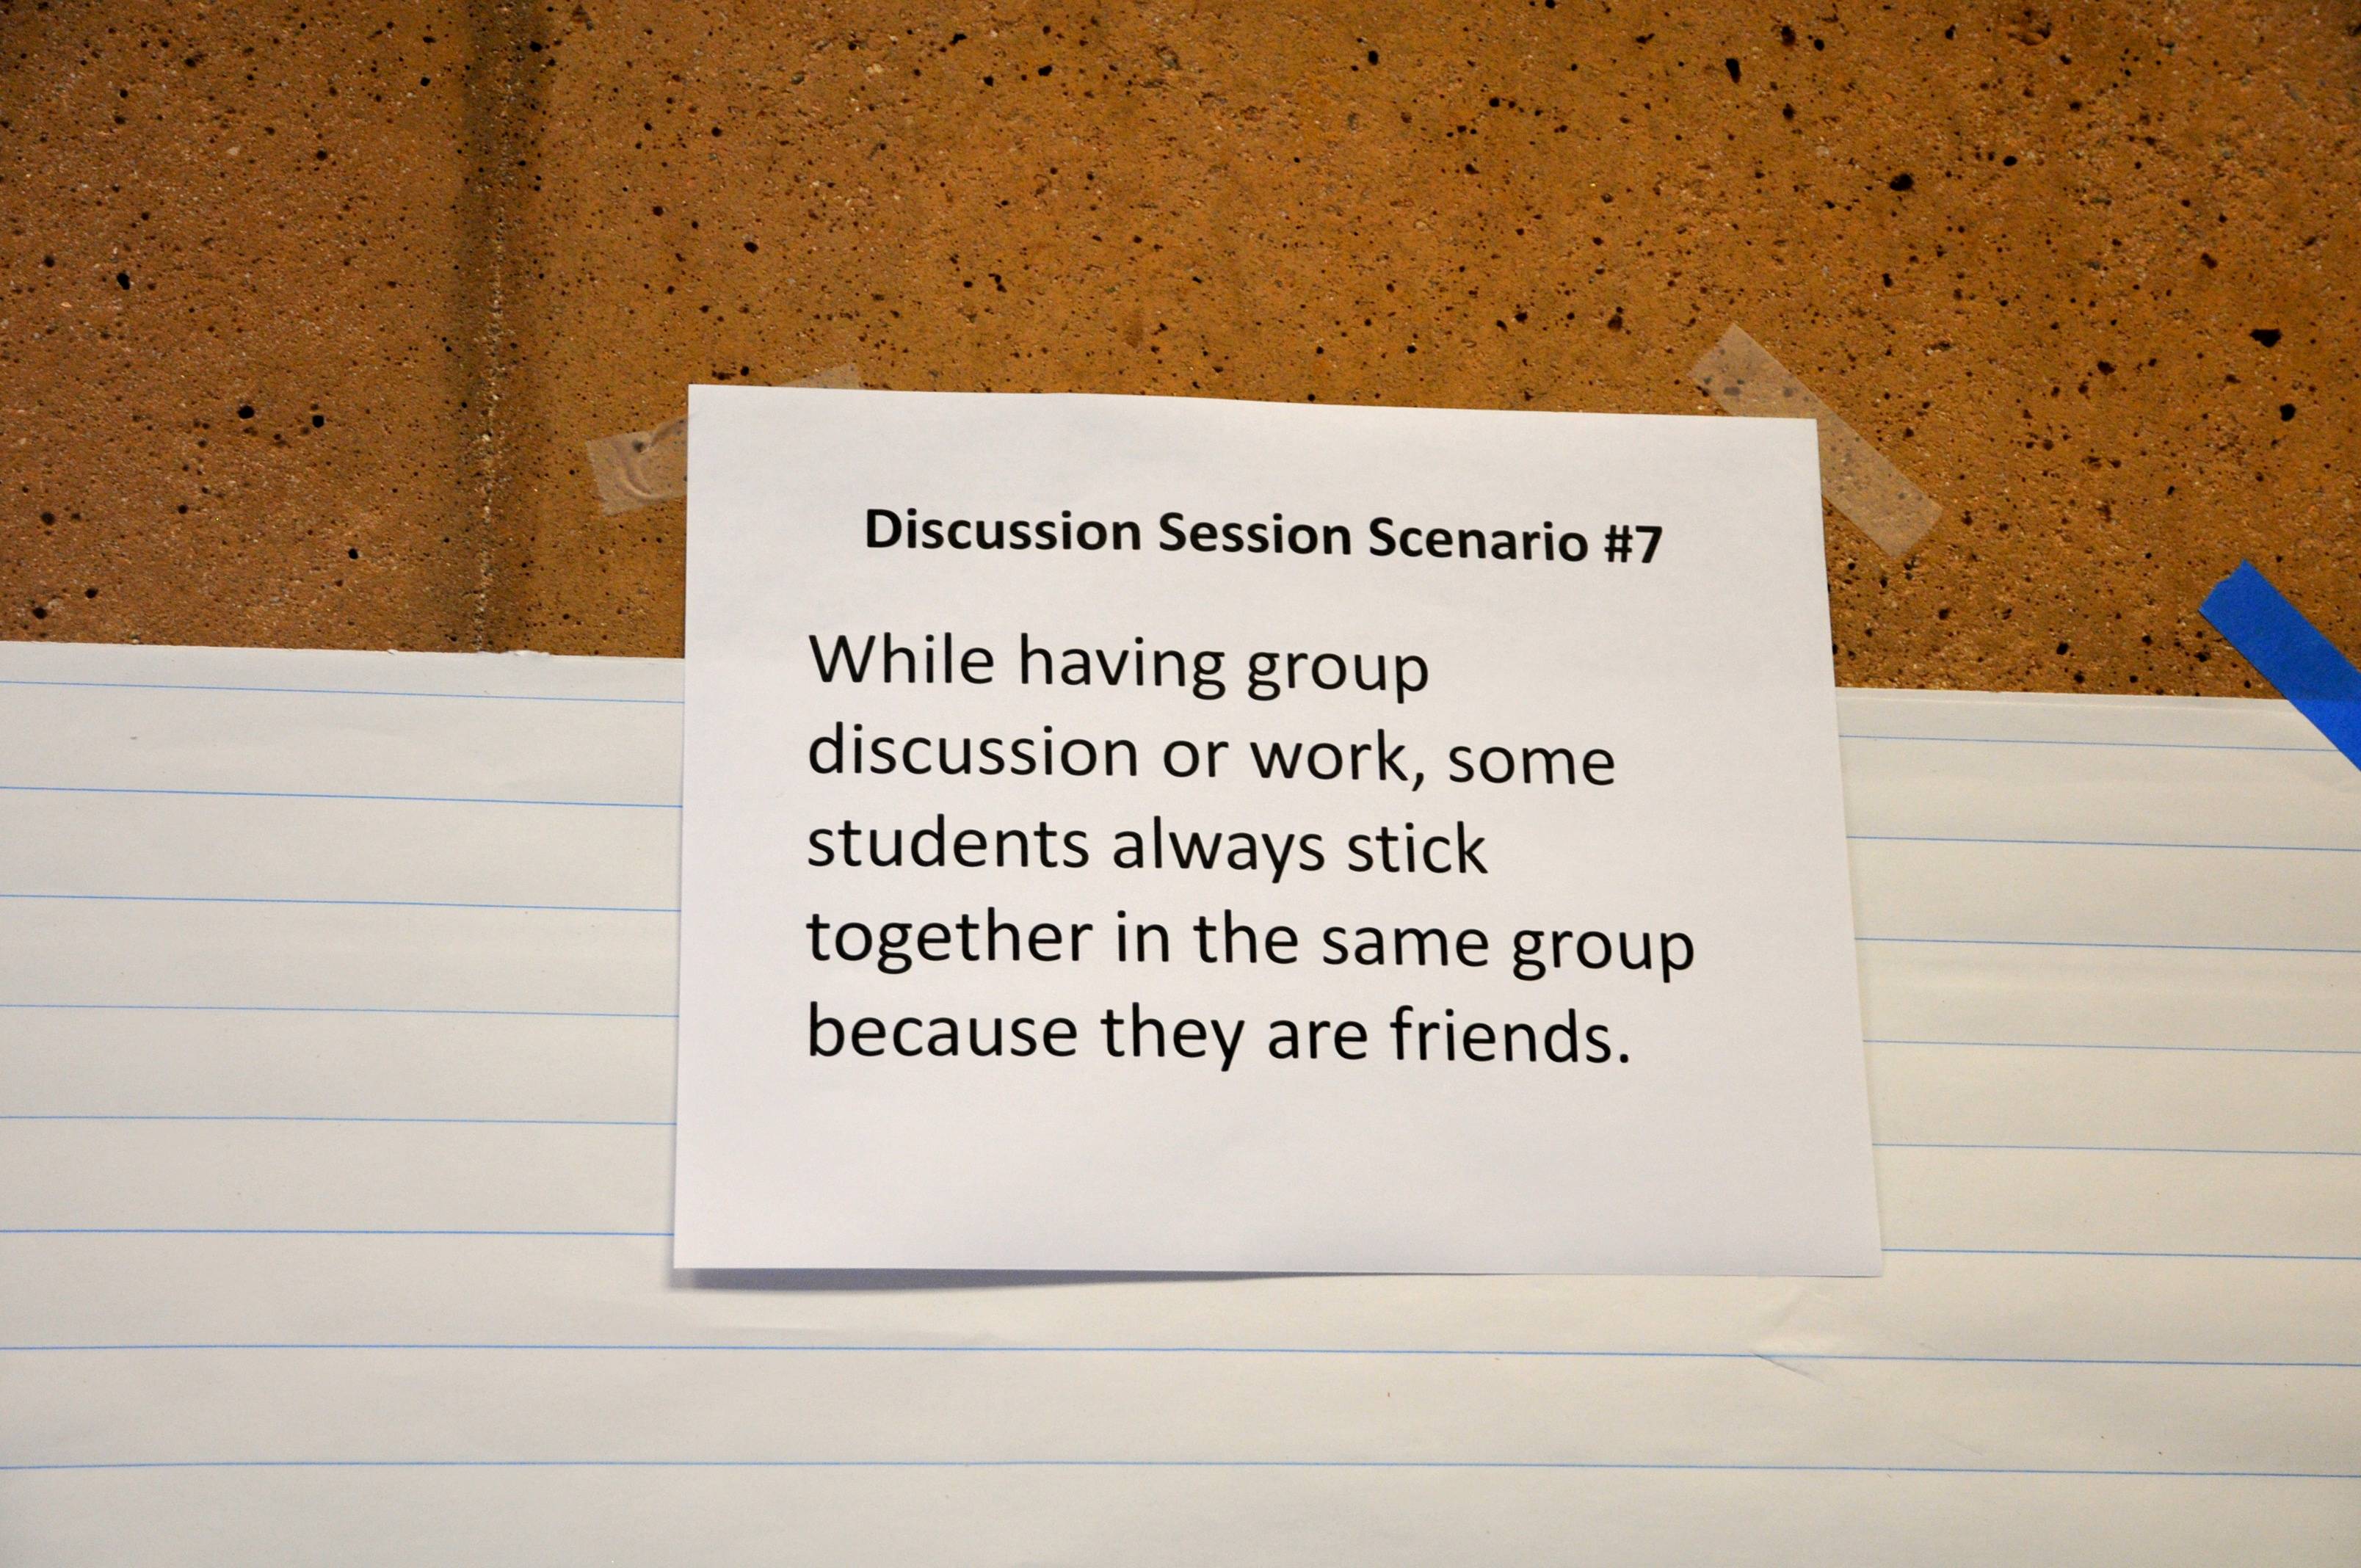 Discussion Session Scenario #7
While having group
discussion or work, some
students always stick
together in the same group
because they are friends.